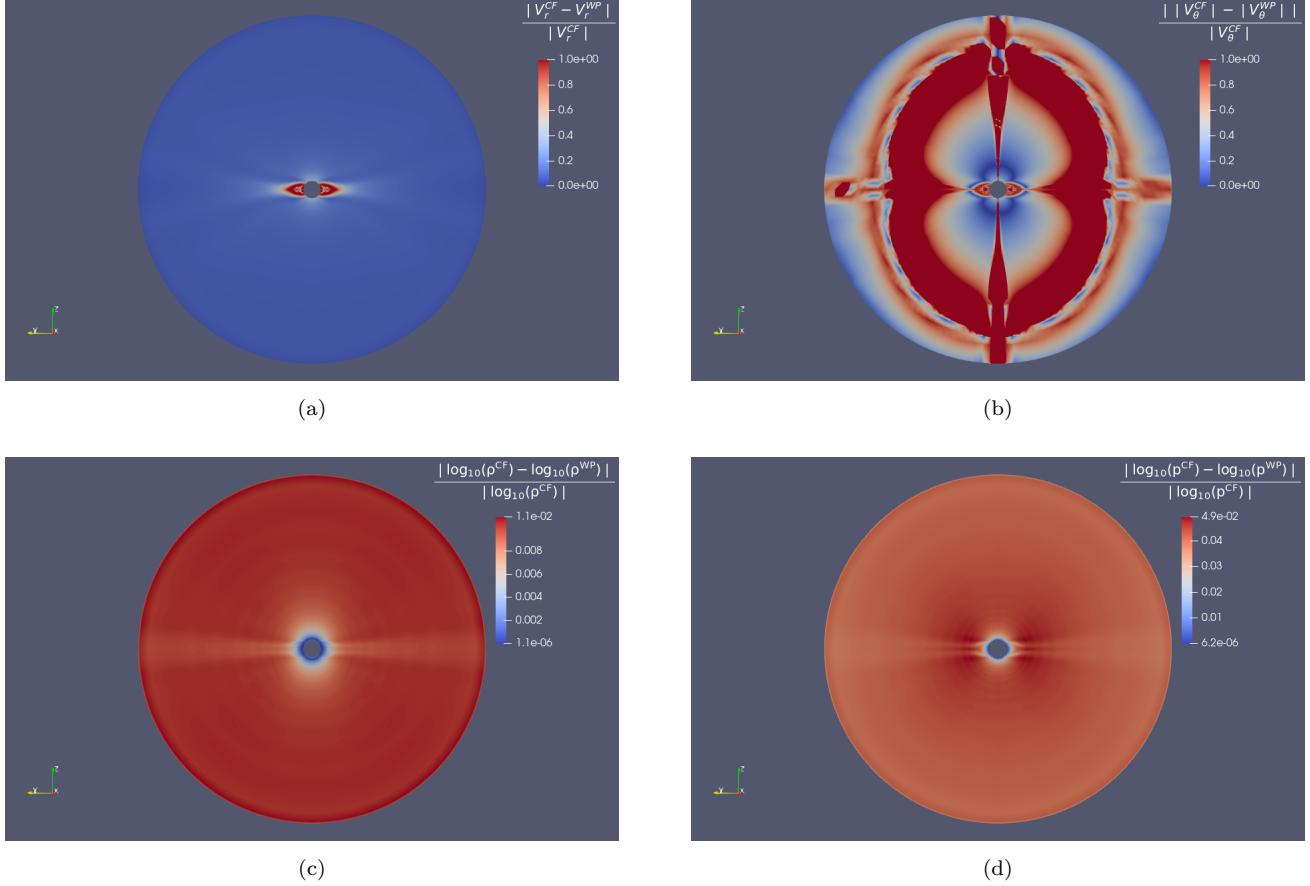 | V_r^{CF} − V_r^{WP} |
| V_r^{CF} |
1.0e+00
0.8
0.6
0.4
0.2
0.0e+00
Z
Y
X
(a)
| | V_θ^{CF} | − | V_θ^{WP} | |
| V_θ^{CF} |
1.0e+00
0.8
0.6
0.4
0.2
0.0e+00
Z
Y
X
(b)
| log₁₀(ρ^{CF}) − log₁₀(ρ^{WP}) |
| log₁₀(ρ^{CF}) |
1.1e-02
0.008
0.006
0.004
0.002
1.1e-06
Z
Y
X
(c)
| log₁₀(p^{CF}) − log₁₀(p^{WP}) |
| log₁₀(p^{CF}) |
4.9e-02
0.04
0.03
0.02
0.01
6.2e-06
Z
Y
X
(d)